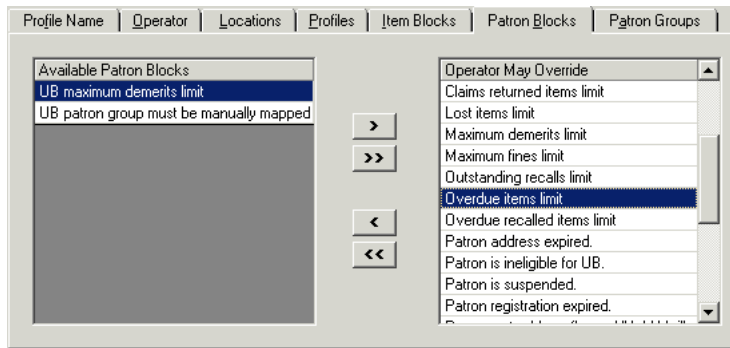 Profile Name
Operator
Locations
Profiles
Item Blocks
Patron Blocks
Patron Groups
Available Patron Blocks
UB maximum demerits limit
UB patron group must be manually mapped
>
>>
<
<<
Operator May Override
Claims returned items limit
Lost items limit
Maximum demerits limit
Maximum fines limit
Outstanding recalls limit
Overdue items limit
Overdue recalled items limit
Patron address expired.
Patron is ineligible for UB.
Patron is suspended.
Patron registration expired.